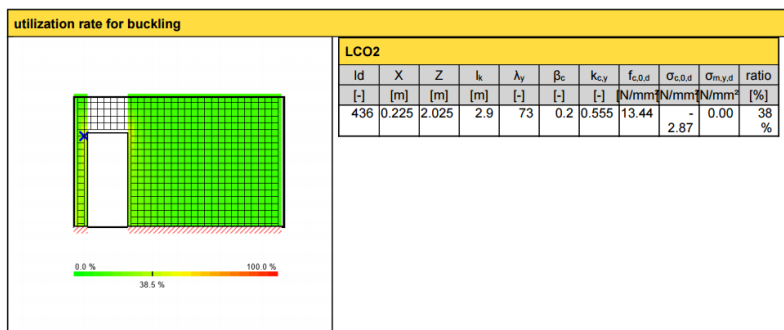 utilization rate for buckling
LCO2
Id X Z lk λy βc kc,y fc,0,d σc,0,d σm,y,d ratio
[-] [m] [m] [m] [-] [-] [-] [N/mm² [N/mm² [N/mm² [%]
436 0.225 2.025 2.9 73 0.2 0.555 13.44 - 0.00 38
2.87 %
0.0 % 100.0 %
38.5 %